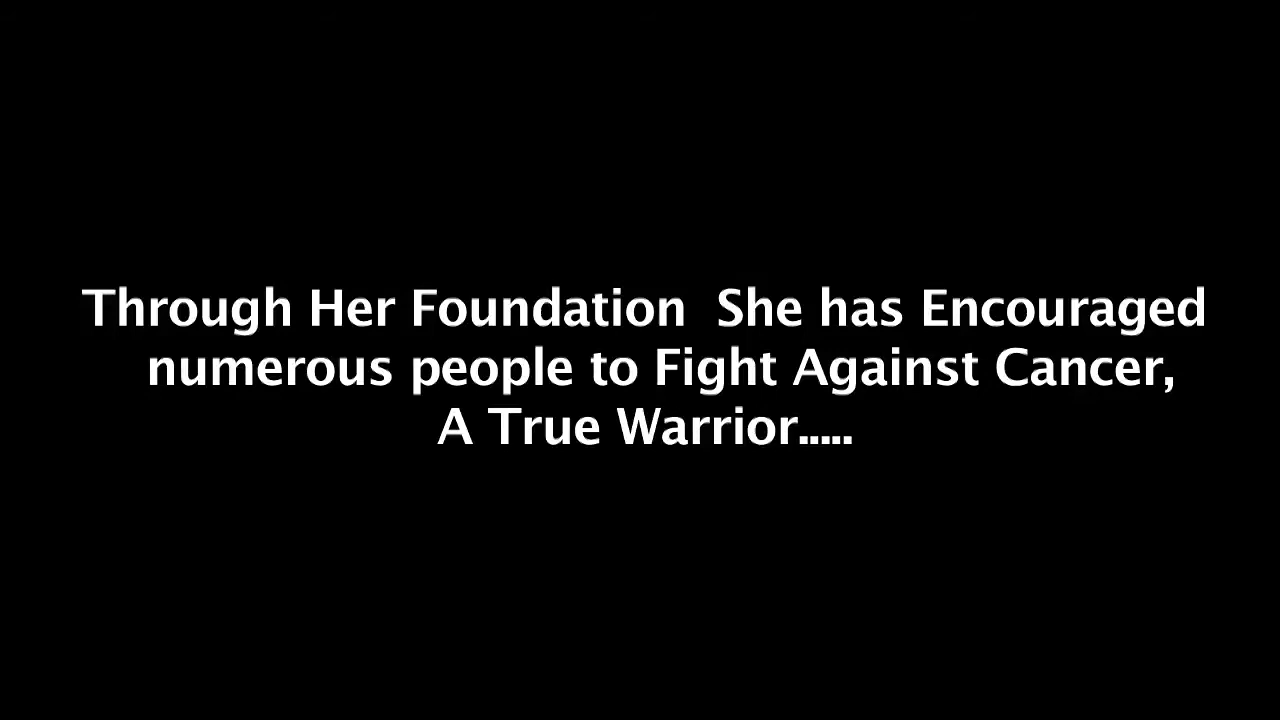 Through Her Foundation  She has Encouraged
numerous people to Fight Against Cancer,
A True Warrior.....